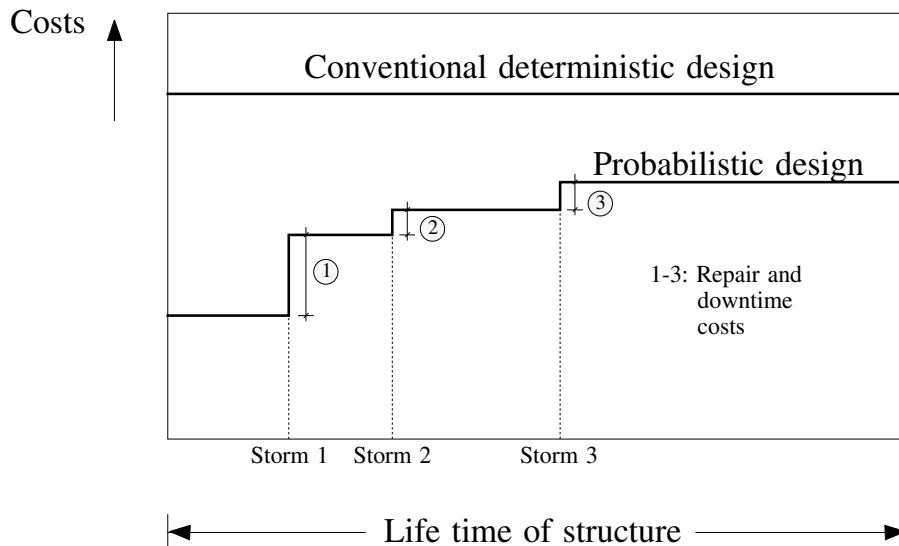 Costs
Conventional deterministic design
Probabilistic design
3
2
1
1-3: Repair and
downtime
costs
Storm 1
Storm 2
Storm 3
Life time of structure